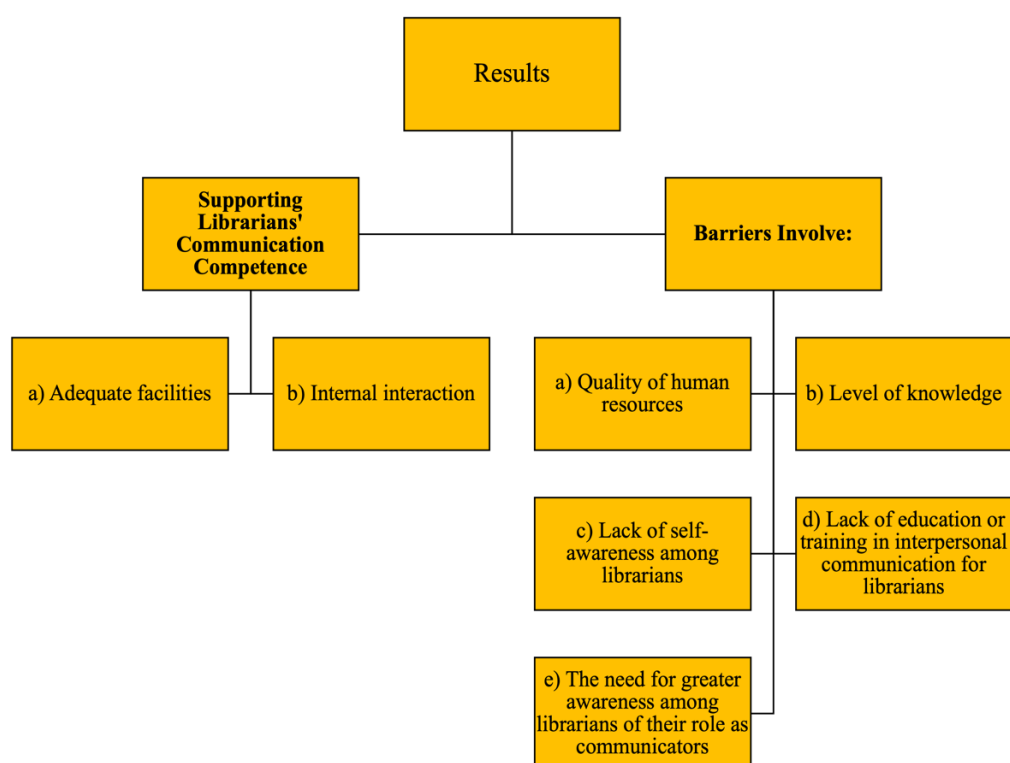 Results
Supporting
Librarians'
Communication
Competence
Barriers Involve:
a) Adequate facilities
b) Internal interaction
a) Quality of human
resources
b) Level of knowledge
c) Lack of self-
awareness among
librarians
d) Lack of education or
training in interpersonal
communication for
librarians
e) The need for greater
awareness among
librarians of their role as
communicators